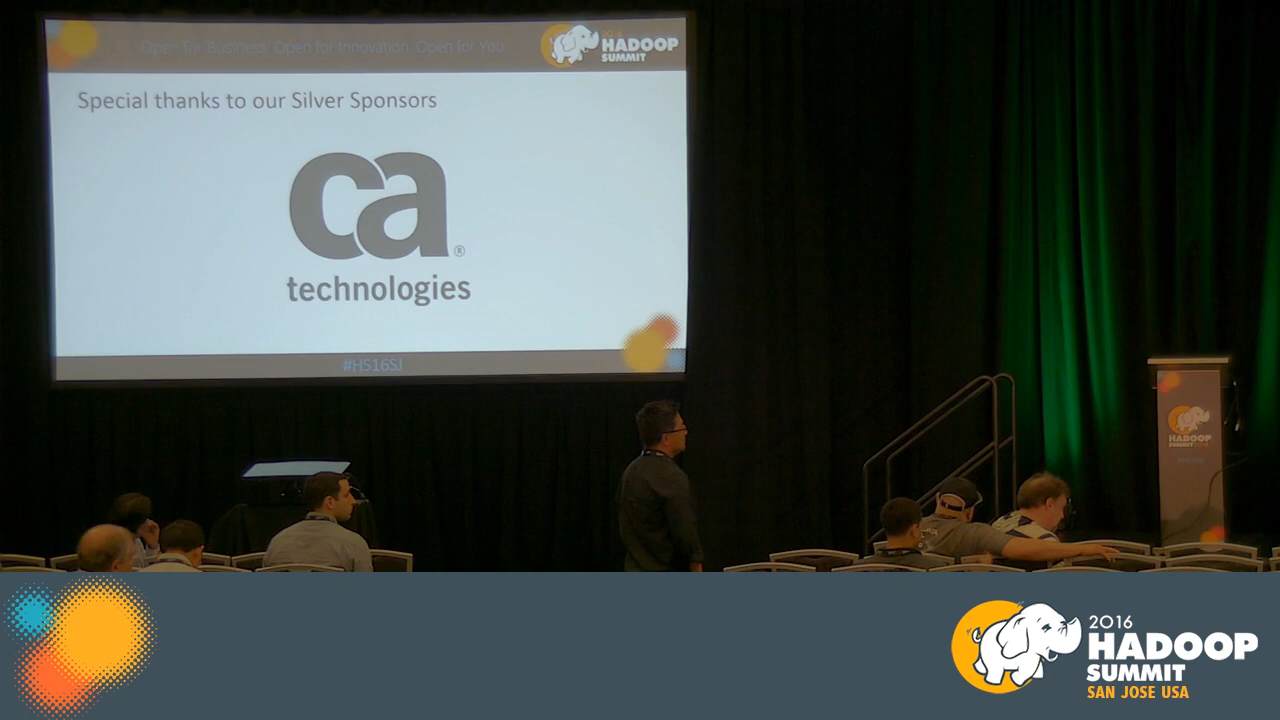 Open for Business. Open for Innovation. Open for You
HADOOP
SUMMIT
Special thanks to our Silver Sponsors
ca
®
technologies
#HS16SJ
HADOOP
SUMMIT
2016
HADOOP
SUMMIT
SAN JOSE USA